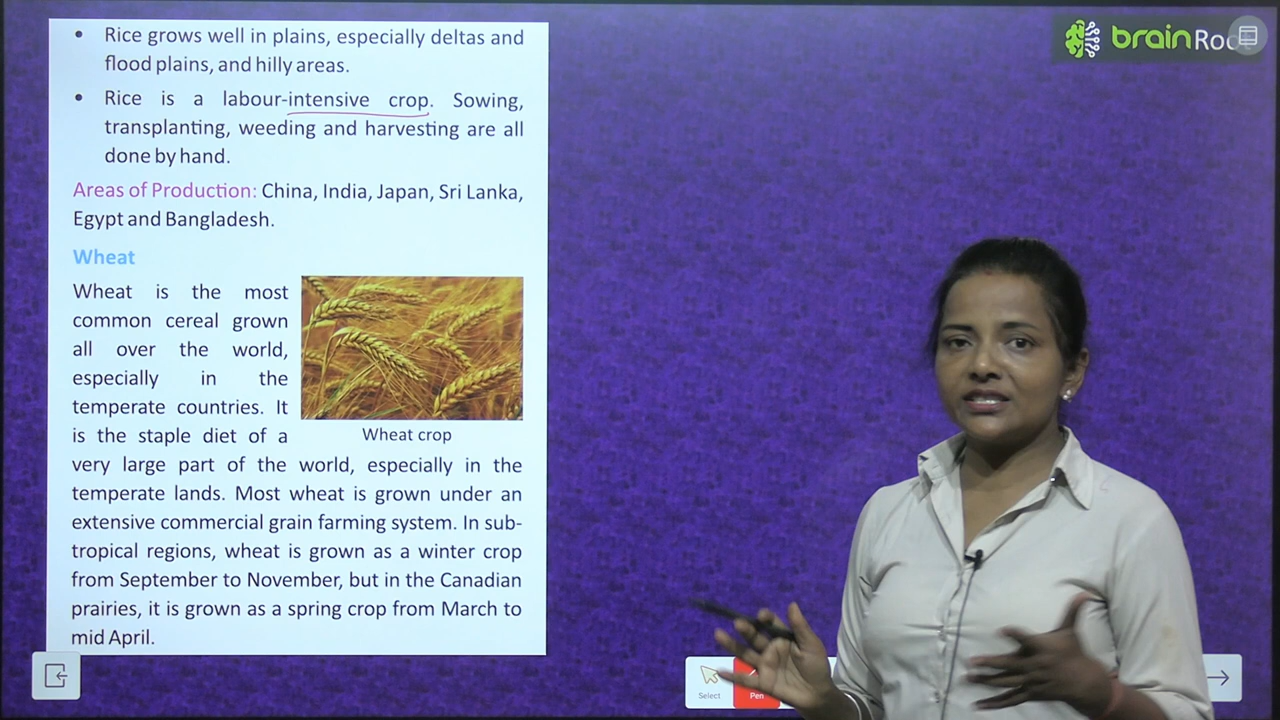 • Rice grows well in plains, especially deltas and
flood plains, and hilly areas.
• Rice is a labour-intensive crop. Sowing,
transplanting, weeding and harvesting are all
done by hand.
Areas of Production: China, India, Japan, Sri Lanka,
Egypt and Bangladesh.
Wheat
Wheat is the most
common cereal grown
all over the world,
especially in the
temperate countries. It
is the staple diet of a
very large part of the world, especially in the
temperate lands. Most wheat is grown under an
extensive commercial grain farming system. In sub-
tropical regions, wheat is grown as a winter crop
from September to November, but in the Canadian
prairies, it is grown as a spring crop from March to
mid April.
Wheat crop
brain
Select
Pen